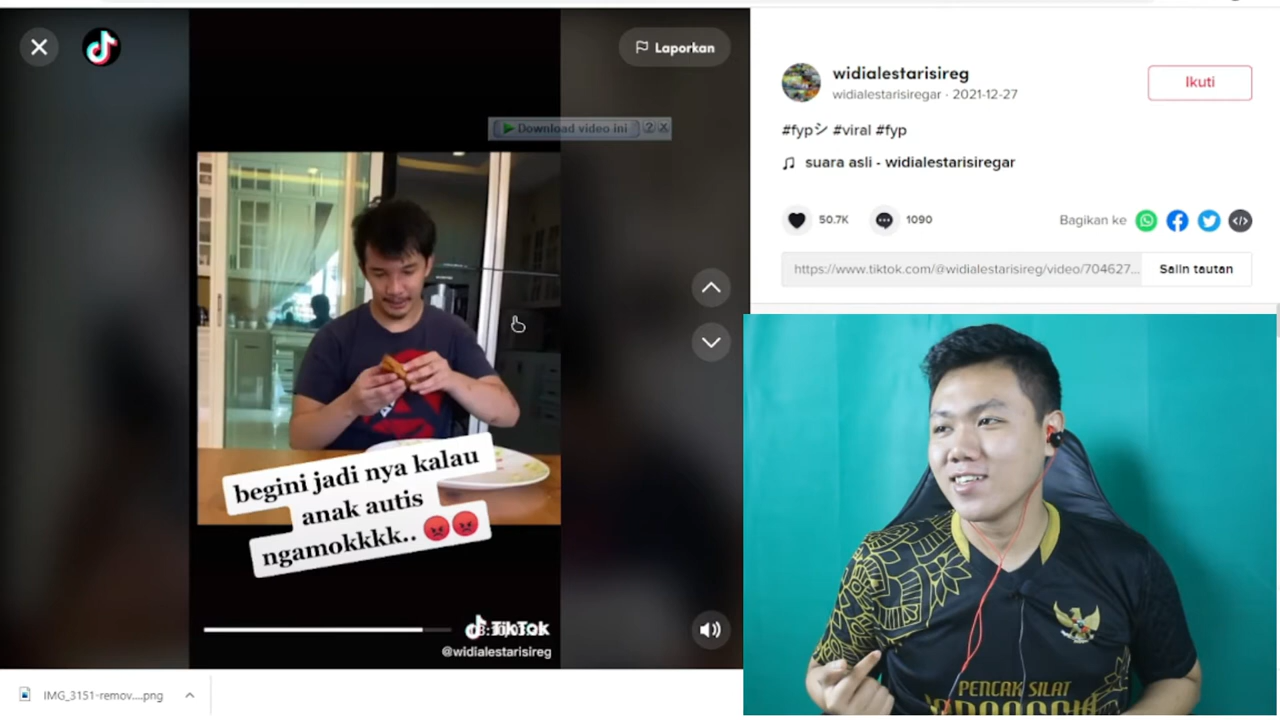 Laporkan
Download video ini
?
X
begini jadi nya kalau
anak autis
ngamokkkk.. 😡😡
TikTok
@widialestarisireg
widialestarisireg
widialestarisiregar · 2021-12-27
Ikuti
#fypシ #viral #fyp
suara asli - widialestarisiregar
50.7K
1090
Bagikan ke
https://www.tiktok.com/@widialestarisireg/video/704627...
Salin tautan
PENCAK SILAT
IMG_3151-remov....png